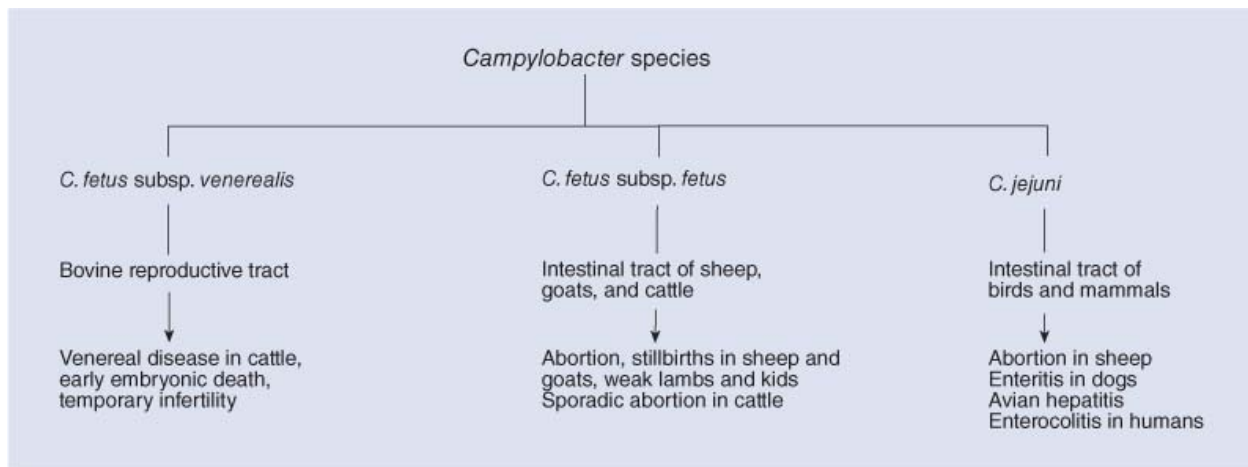 Campylobacter species
C. fetus subsp. venerealis
Bovine reproductive tract
Venereal disease in cattle,
early embryonic death,
temporary infertility
C. fetus subsp. fetus
Intestinal tract of sheep,
goats, and cattle
Abortion, stillbirths in sheep and
goats, weak lambs and kids
Sporadic abortion in cattle
C. jejuni
Intestinal tract of
birds and mammals
Abortion in sheep
Enteritis in dogs
Avian hepatitis
Enterocolitis in humans